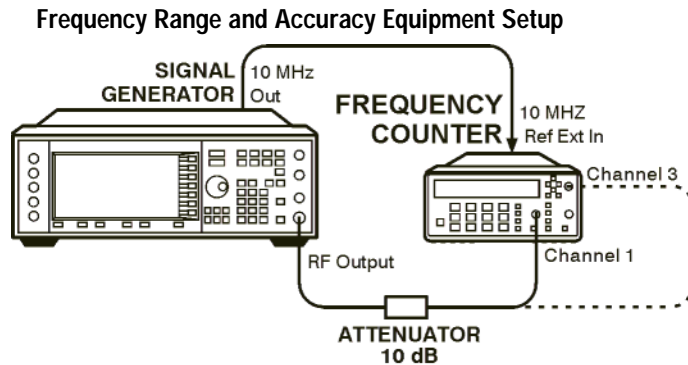 Frequency Range and Accuracy Equipment Setup
SIGNAL
GENERATOR
10 MHz
Out
FREQUENCY
COUNTER
10 MHZ
Ref Ext In
Channel 3
RF Output
Channel 1
ATTENUATOR
10 dB